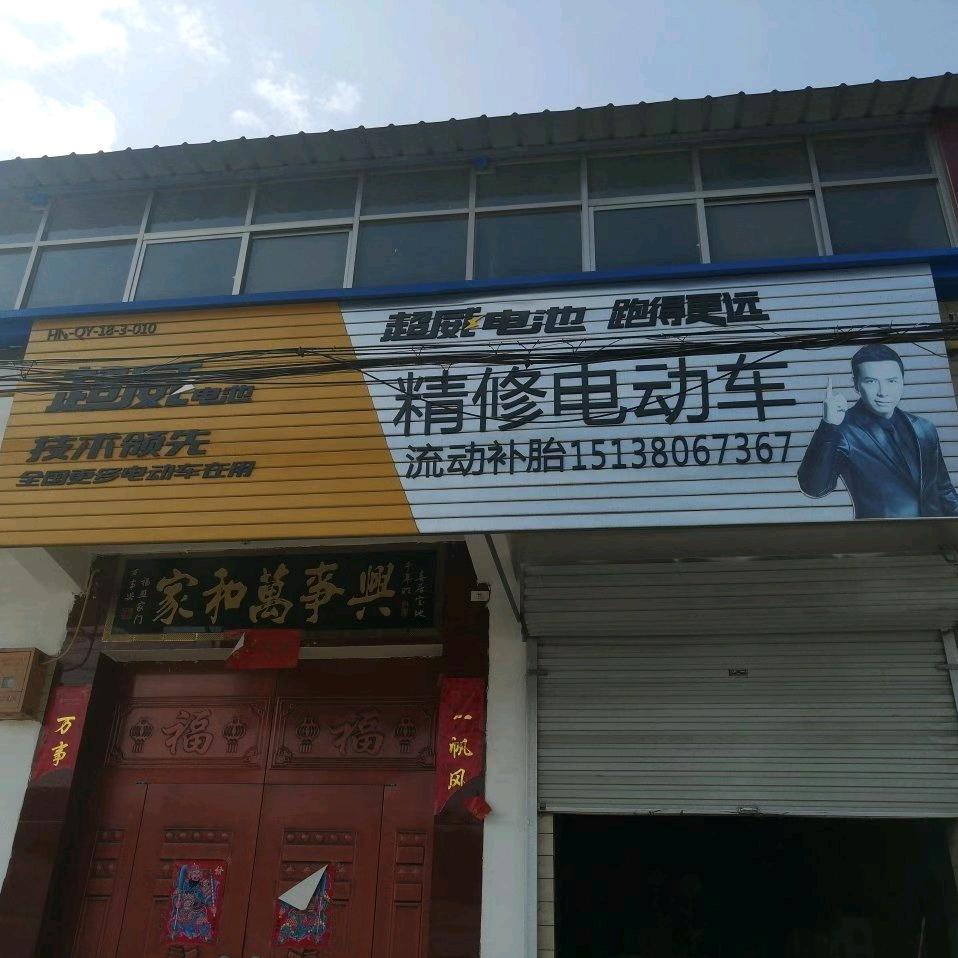 HN-QY-18-3-010
超威电池
技术领先
全国更多电动车在用
超威电池 跑得更远
精修电动车
流动补胎15138067367
家和萬事興
福
福
万事
一帆风